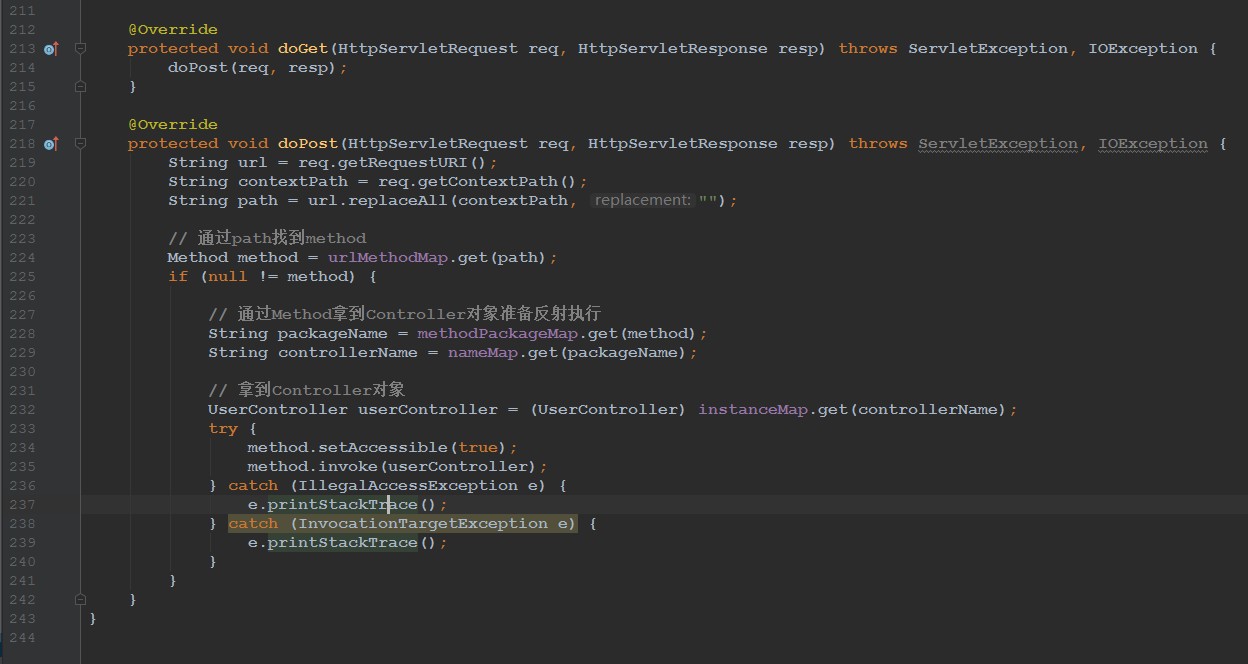 211
212 @Override
213 protected void doGet(HttpServletRequest req, HttpServletResponse resp) throws ServletException, IOException {
214 doPost(req, resp);
215 }
216
217 @Override
218 protected void doPost(HttpServletRequest req, HttpServletResponse resp) throws ServletException, IOException {
219 String url = req.getRequestURI();
220 String contextPath = req.getContextPath();
221 String path = url.replaceAll(contextPath, replacement: "");
222
223 // 通过path找到method
224 Method method = urlMethodMap.get(path);
225 if (null != method) {
226
227 // 通过Method拿到Controller对象准备反射执行
228 String packageName = methodPackageMap.get(method);
229 String controllerName = nameMap.get(packageName);
230
231 // 拿到Controller对象
232 UserController userController = (UserController) instanceMap.get(controllerName);
233 try {
234 method.setAccessible(true);
235 method.invoke(userController);
236 } catch (IllegalAccessException e) {
237 e.printStackTrace();
238 } catch (InvocationTargetException e) {
239 e.printStackTrace();
240 }
241 }
242 }
243 }
244